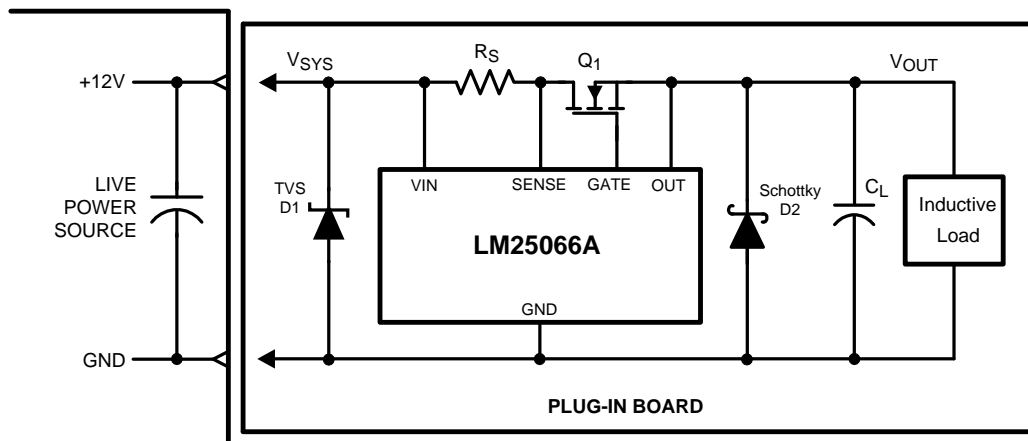 +12V
LIVE
POWER
SOURCE
GND
VSYS
RS
Q1
VOUT
TVS
D1
VIN
SENSE
GATE
OUT
LM25066A
GND
Schottky
D2
CL
Inductive
Load
PLUG-IN BOARD